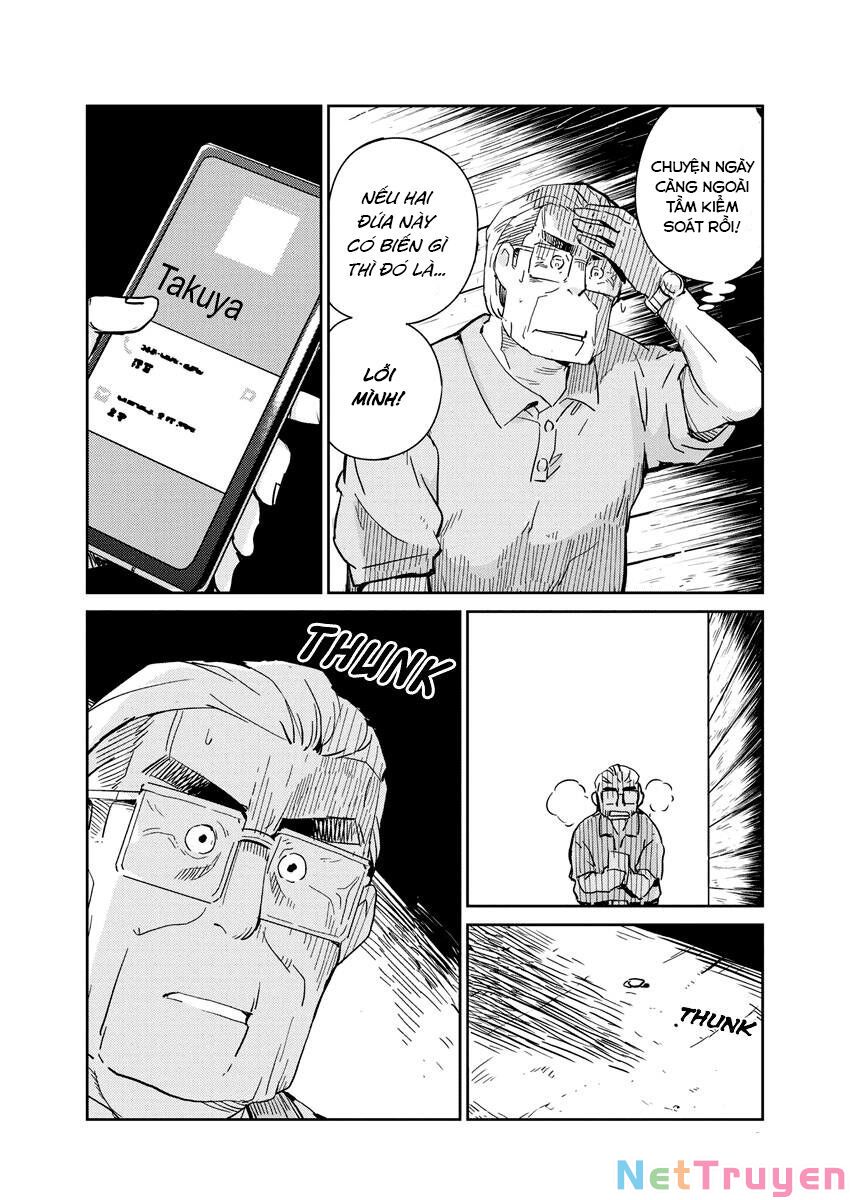 CHUYỆN NGÀY
CÀNG NGOÀI
TẦM KIỂM
SOÁT RỒI!
NẾU HAI
ĐỨA NÀY
CÓ BIẾN GÌ
THÌ ĐÓ LÀ...
LỖI
MÌNH!
Takuya
THUNK
THUNK
NetTruyen